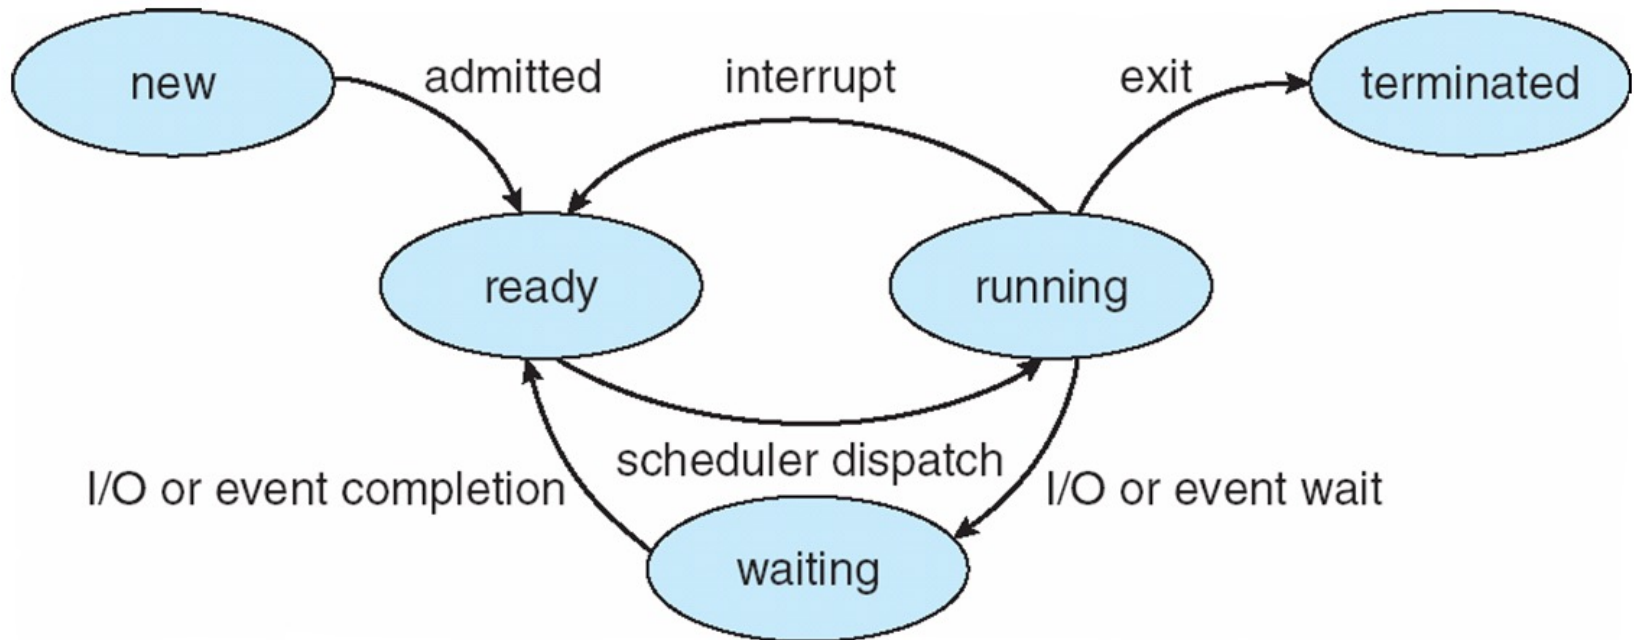 new
admitted
interrupt
exit
terminated
ready
running
scheduler dispatch
I/O or event completion
I/O or event wait
waiting